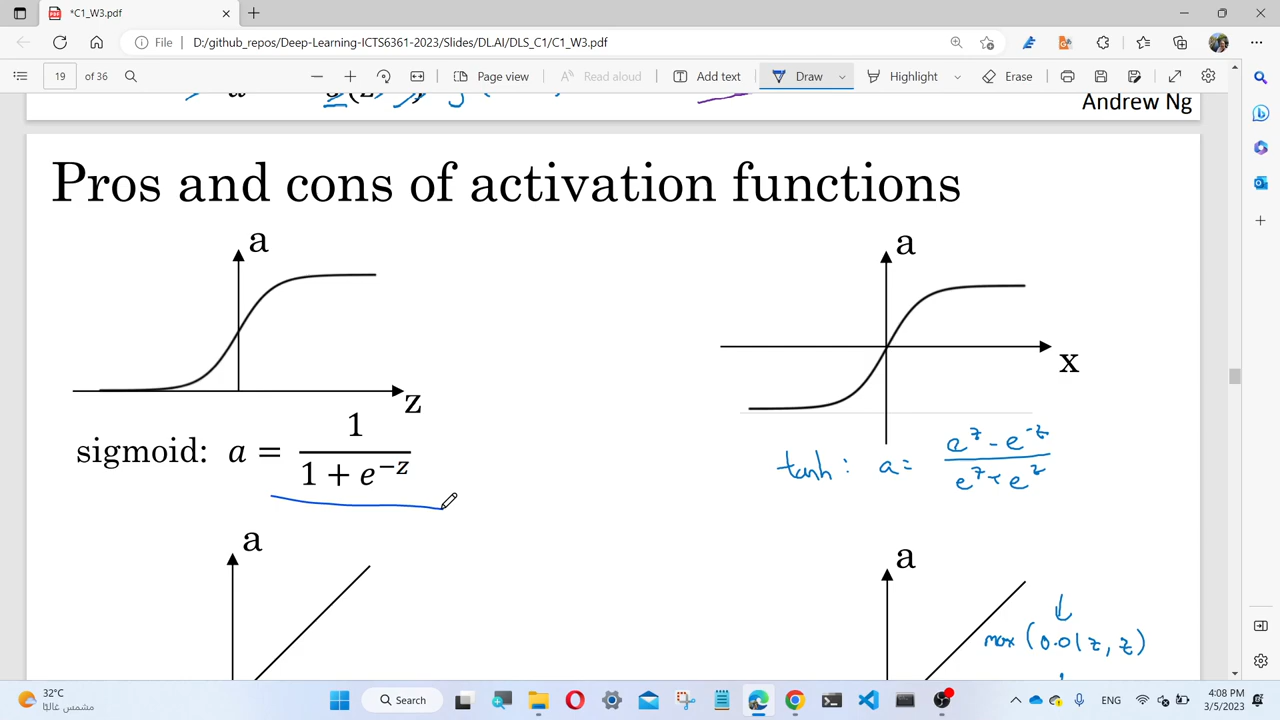 *C1_W3.pdf
File D:/github_repos/Deep-Learning-ICTS6361-2023/Slides/DL.AI/DLS_C1/C1_W3.pdf
19 of 36 Page view Read aloud Add text Draw Highlight Erase
Andrew Ng
Pros and cons of activation functions
a
z
sigmoid: a = 1 / (1 + e^−z)
a
x
tanh: a = (e^z - e^-z) / (e^z + e^z)
a
a
max (0.01z, z)
32°C
مشمس غالبًا
Search
ENG
4:08 PM
3/5/2023